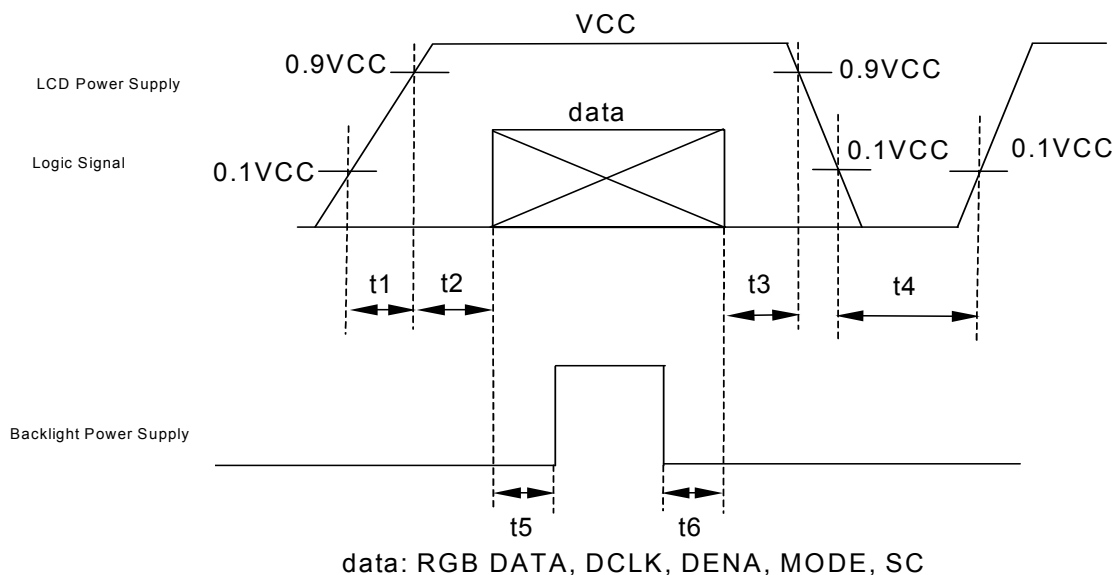 VCC
LCD Power Supply
0.9VCC
0.9VCC
data
Logic Signal
0.1VCC
0.1VCC
0.1VCC
t1
t2
t3
t4
Backlight Power Supply
t5
t6
data: RGB DATA, DCLK, DENA, MODE, SC